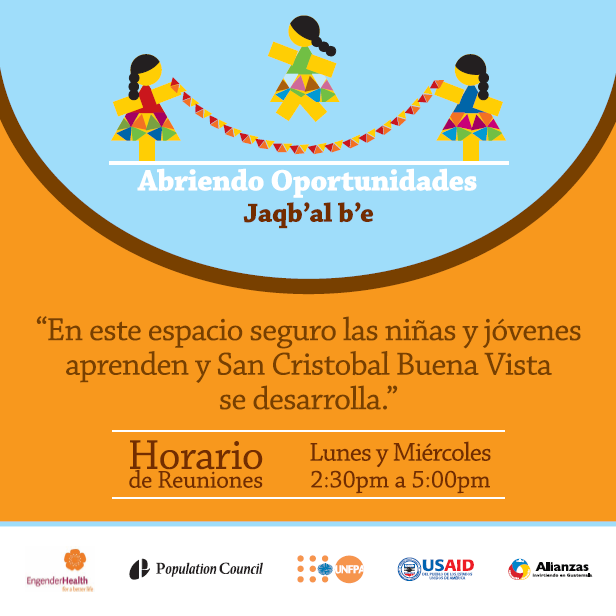 Abriendo Oportunidades
Jaqb’al b’e
“En este espacio seguro las niñas y jóvenes
aprenden y San Cristobal Buena Vista
se desarrolla.”
Horario
de Reuniones
Lunes y Miércoles
2:30pm a 5:00pm
EngenderHealth
for a better life
Population Council
UNFPA
USAID
DEL PUEBLO DE LOS ESTADOS
UNIDOS DE AMÉRICA
Alianzas
Invirtiendo en Guatemala